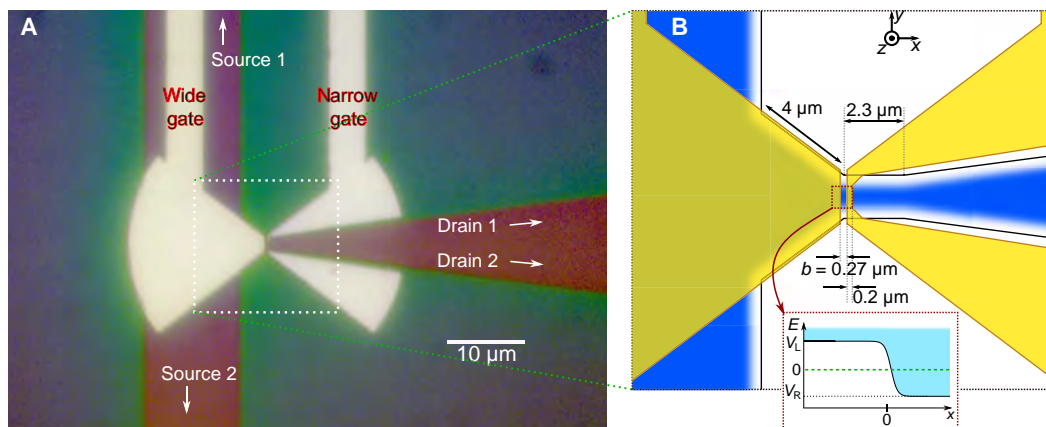 A
Source 1
Wide
gate
Narrow
gate
Drain 1
Drain 2
10 µm
Source 2
B
y
z
x
4 µm
2.3 µm
b = 0.27 µm
0.2 µm
E
V_L
0
V_R
0
x